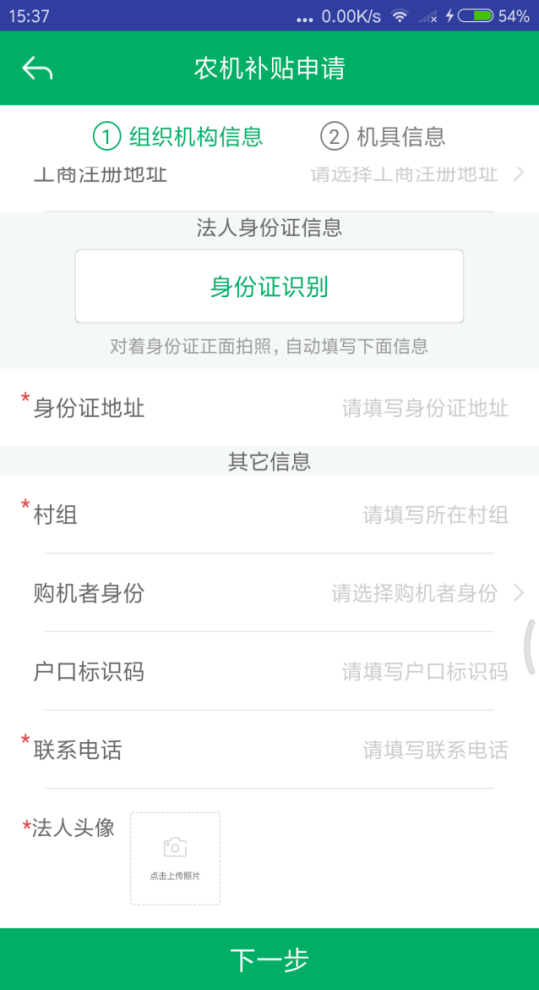 15:37 ... 0.00K/s 54%
农机补贴申请
1 组织机构信息 2 机具信息
工商注册地址 请选择工商注册地址
法人身份证信息
身份证识别
对着身份证正面拍照，自动填写下面信息
*身份证地址 请填写身份证地址
其它信息
*村组 请填写所在村组
购机者身份 请选择购机者身份
户口标识码 请填写户口标识码
*联系电话 请填写联系电话
*法人头像
点击上传照片
下一步